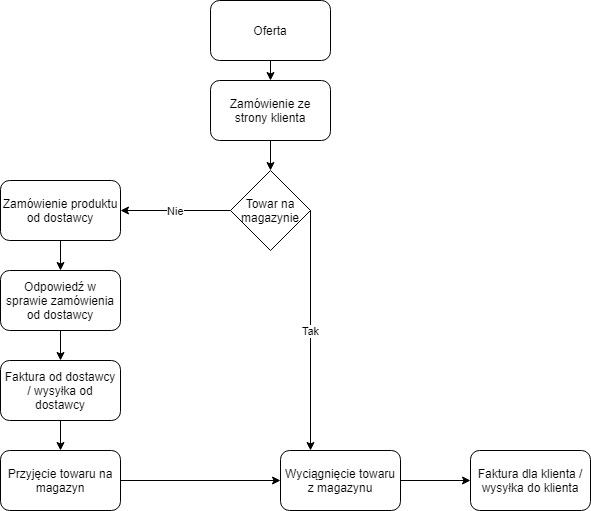 Oferta
Zamówienie ze
strony klienta
Towar na
magazynie
Nie
Zamówienie produktu
od dostawcy
Odpowiedź w
sprawie zamówienia
od dostawcy
Tak
Faktura od dostawcy
/ wysyłka od
dostawcy
Przyjęcie towaru na
magazyn
Wyciągnięcie towaru
z magazynu
Faktura dla klienta /
wysyłka do klienta